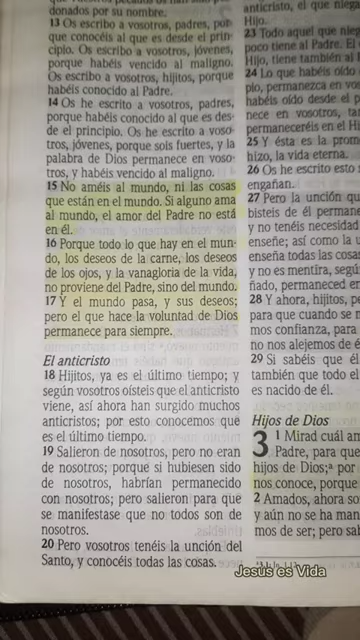 donados por su nombre.
13 Os escribo a vosotros, padres, por-
que conocéis al que es desde el prin-
cipio. Os escribo a vosotros, jóvenes,
porque habéis vencido al maligno.
Os escribo a vosotros, hijitos, porque
habéis conocido al Padre.
14 Os he escrito a vosotros, padres,
porque habéis conocido al que es des-
de el principio. Os he escrito a voso-
tros, jóvenes, porque sois fuertes, y la
palabra de Dios permanece en voso-
tros, y habéis vencido al maligno.
15 No améis al mundo, ni las cosas
que están en el mundo. Si alguno ama
al mundo, el amor del Padre no está
en él.
16 Porque todo lo que hay en el mun-
do, los deseos de la carne, los deseos
de los ojos, y la vanagloria de la vida,
no proviene del Padre, sino del mundo.
17 Y el mundo pasa, y sus deseos;
pero el que hace la voluntad de Dios
permanece para siempre.
El anticristo
18 Hijitos, ya es el último tiempo; y
según vosotros oísteis que el anticristo
viene, así ahora han surgido muchos
anticristos; por esto conocemos que
es el último tiempo.
19 Salieron de nosotros, pero no eran
de nosotros; porque si hubiesen sido
de nosotros, habrían permanecido
con nosotros; pero salieron para que
se manifestase que no todos son de
nosotros.
20 Pero vosotros tenéis la unción del
Santo, y conocéis todas las cosas.
anticristo, el que niega
Hijo.
23 Todo aquel que nieg
poco tiene al Padre. El
Hijo, tiene también al
24 Lo que habéis oído
pio, permanezca en vo
habéis oído desde el p
nece en vosotros, ta
permaneceréis en el Hi
25 Y ésta es la prom
hizo, la vida eterna.
26 Os he escrito esto
engañan.
27 Pero la unción qu
bisteis de él permane
y no tenéis necesidad
enseñe; así como la u
enseña todas las cosas
y no es mentira, segú
ñado, permaneced en
28 Y ahora, hijitos, pe
para que cuando se m
mos confianza, para
no nos alejemos de é
29 Si sabéis que él
también que todo el
es nacido de él.
Hijos de Dios
3 1 Mirad cuál am
Padre, para que
hijos de Dios;a por
nos conoce, porque
2 Amados, ahora so
y aún no se ha man
mos de ser; pero sab
Jesús es Vida